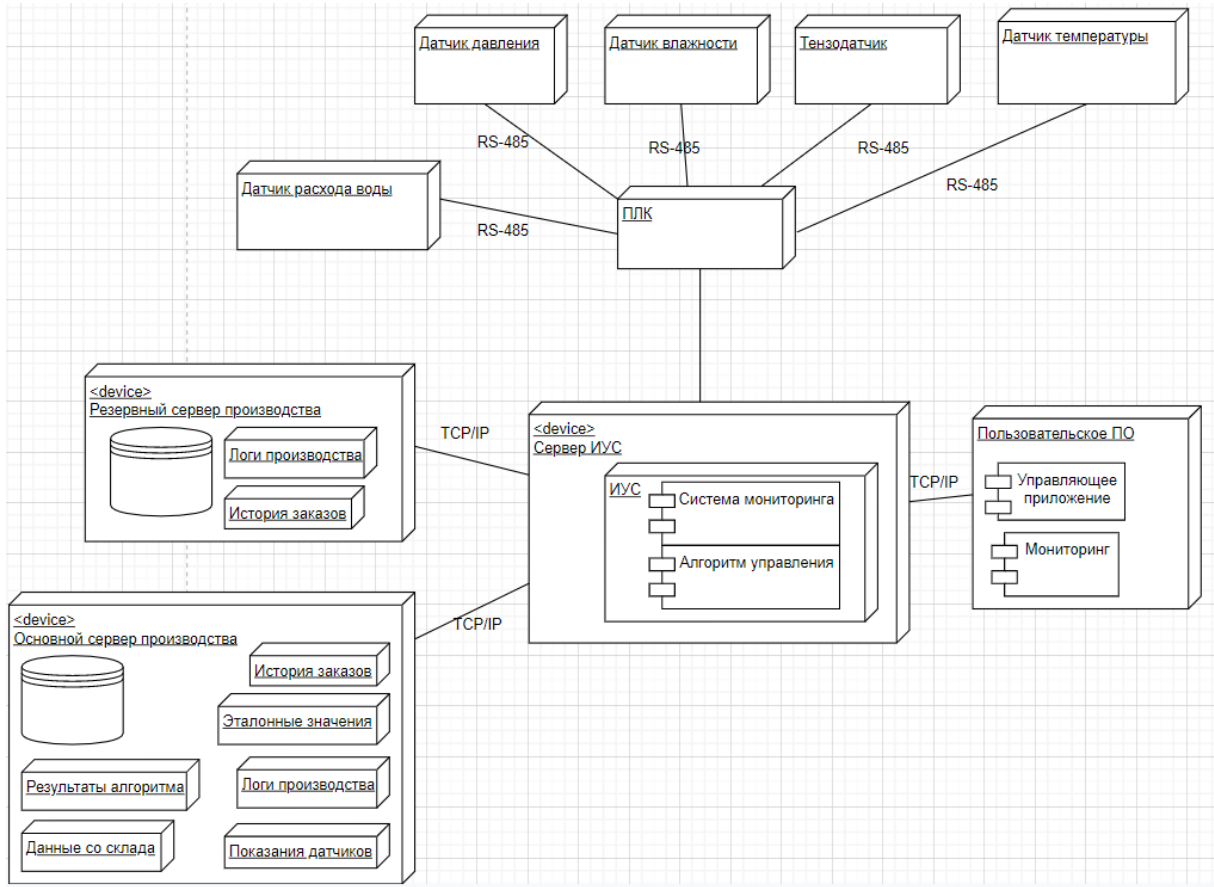 Датчик давления
Датчик влажности
Тензодатчик
Датчик температуры
RS-485
RS-485
RS-485
RS-485
Датчик расхода воды
RS-485
ПЛК
<device>
Резервный сервер производства
Логи производства
История заказов
TCP/IP
<device>
Сервер ИУС
ИУС
Система мониторинга
Алгоритм управления
TCP/IP
Пользовательское ПО
Управляющее
приложение
Мониторинг
TCP/IP
<device>
Основной сервер производства
История заказов
Эталонные значения
Результаты алгоритма
Логи производства
Данные со склада
Показания датчиков